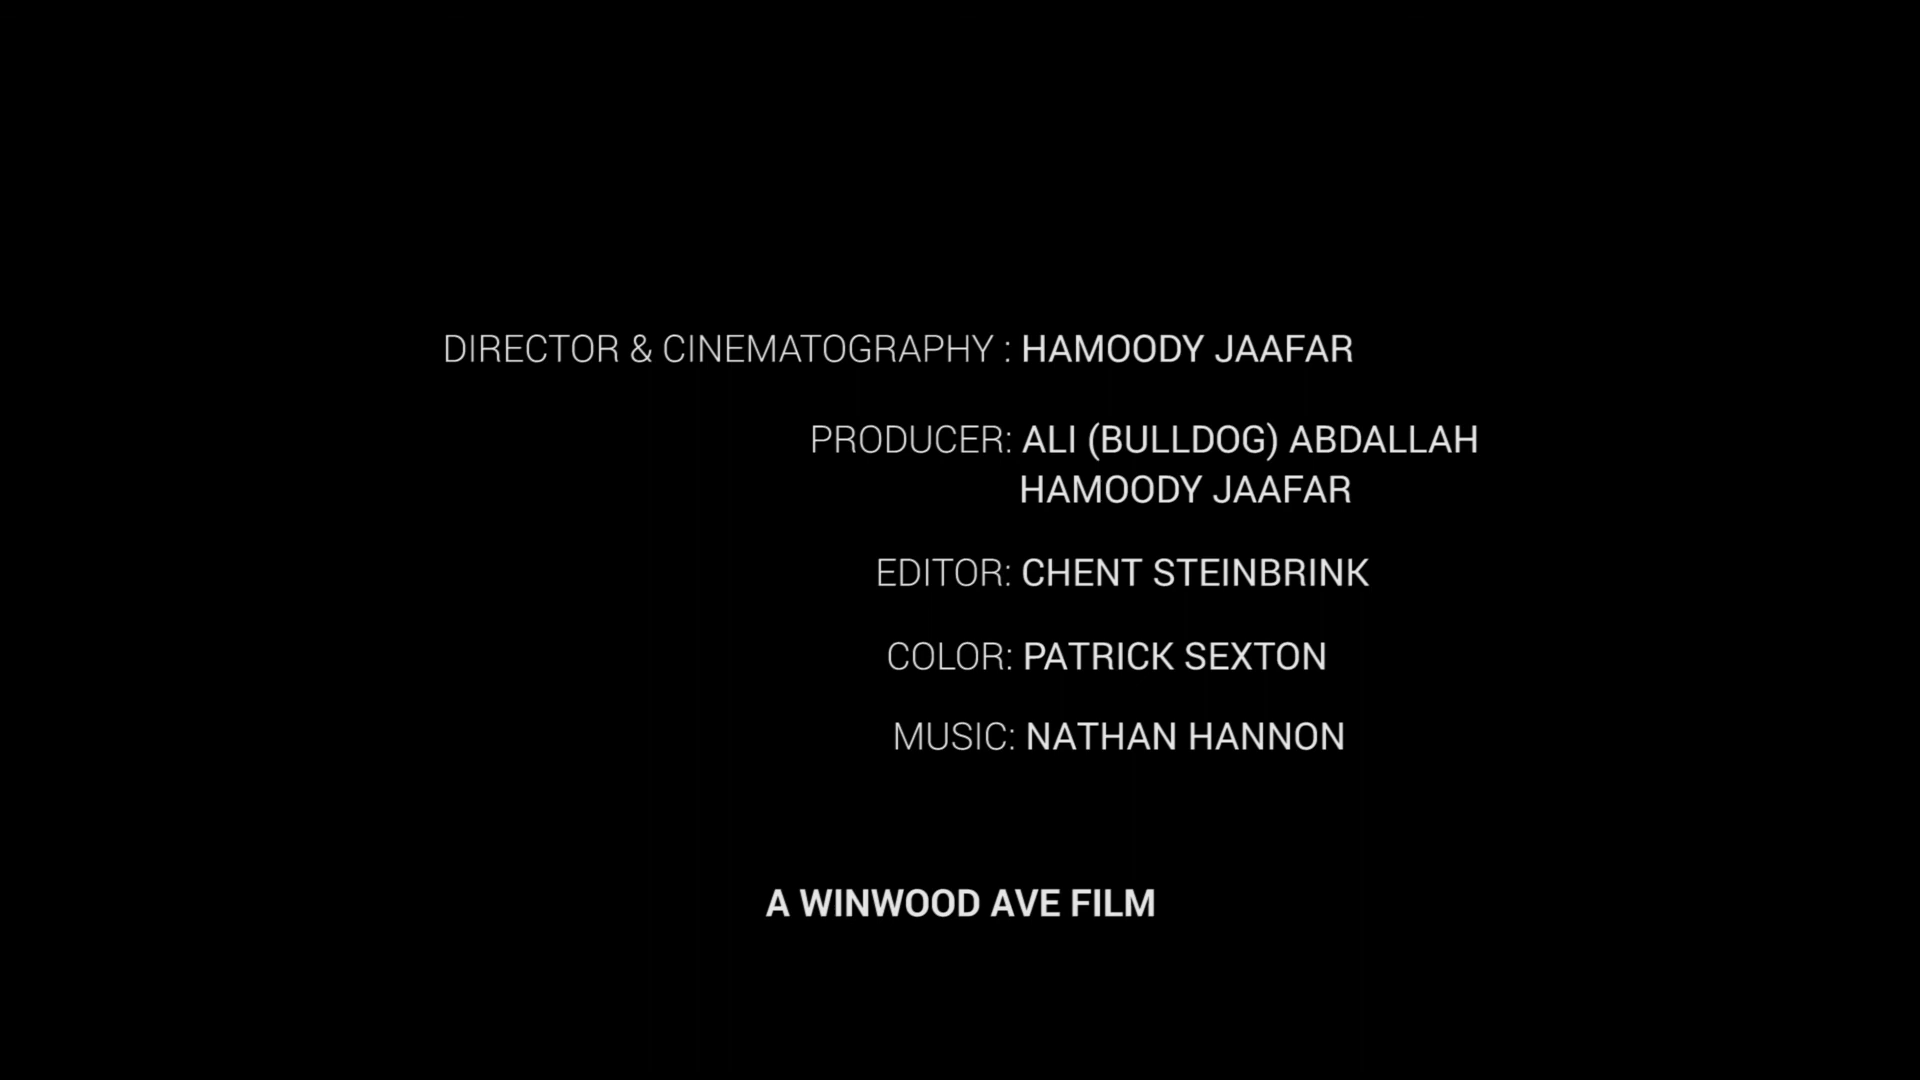 DIRECTOR & CINEMATOGRAPHY : HAMOODY JAAFAR
PRODUCER: ALI (BULLDOG) ABDALLAH
HAMOODY JAAFAR
EDITOR: CHENT STEINBRINK
COLOR: PATRICK SEXTON
MUSIC: NATHAN HANNON
A WINWOOD AVE FILM